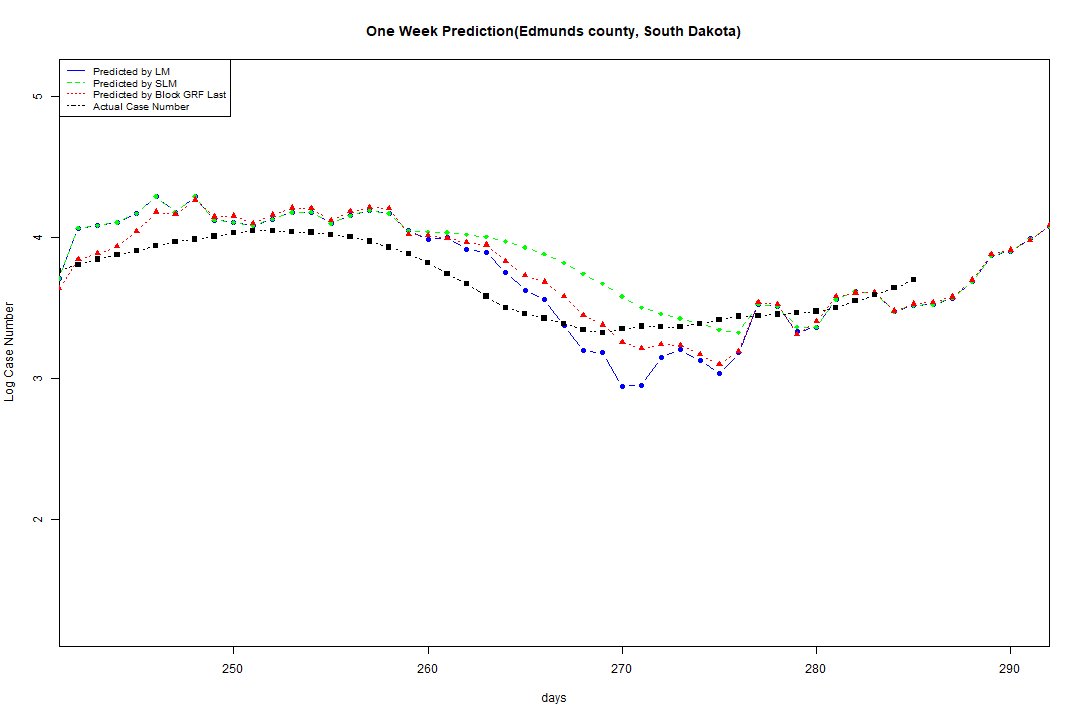 One Week Prediction(Edmunds county, South Dakota)
Predicted by LM
Predicted by SLM
Predicted by Block GRF Last
Actual Case Number
5
4
3
2
Log Case Number
250 260 270 280 290
days